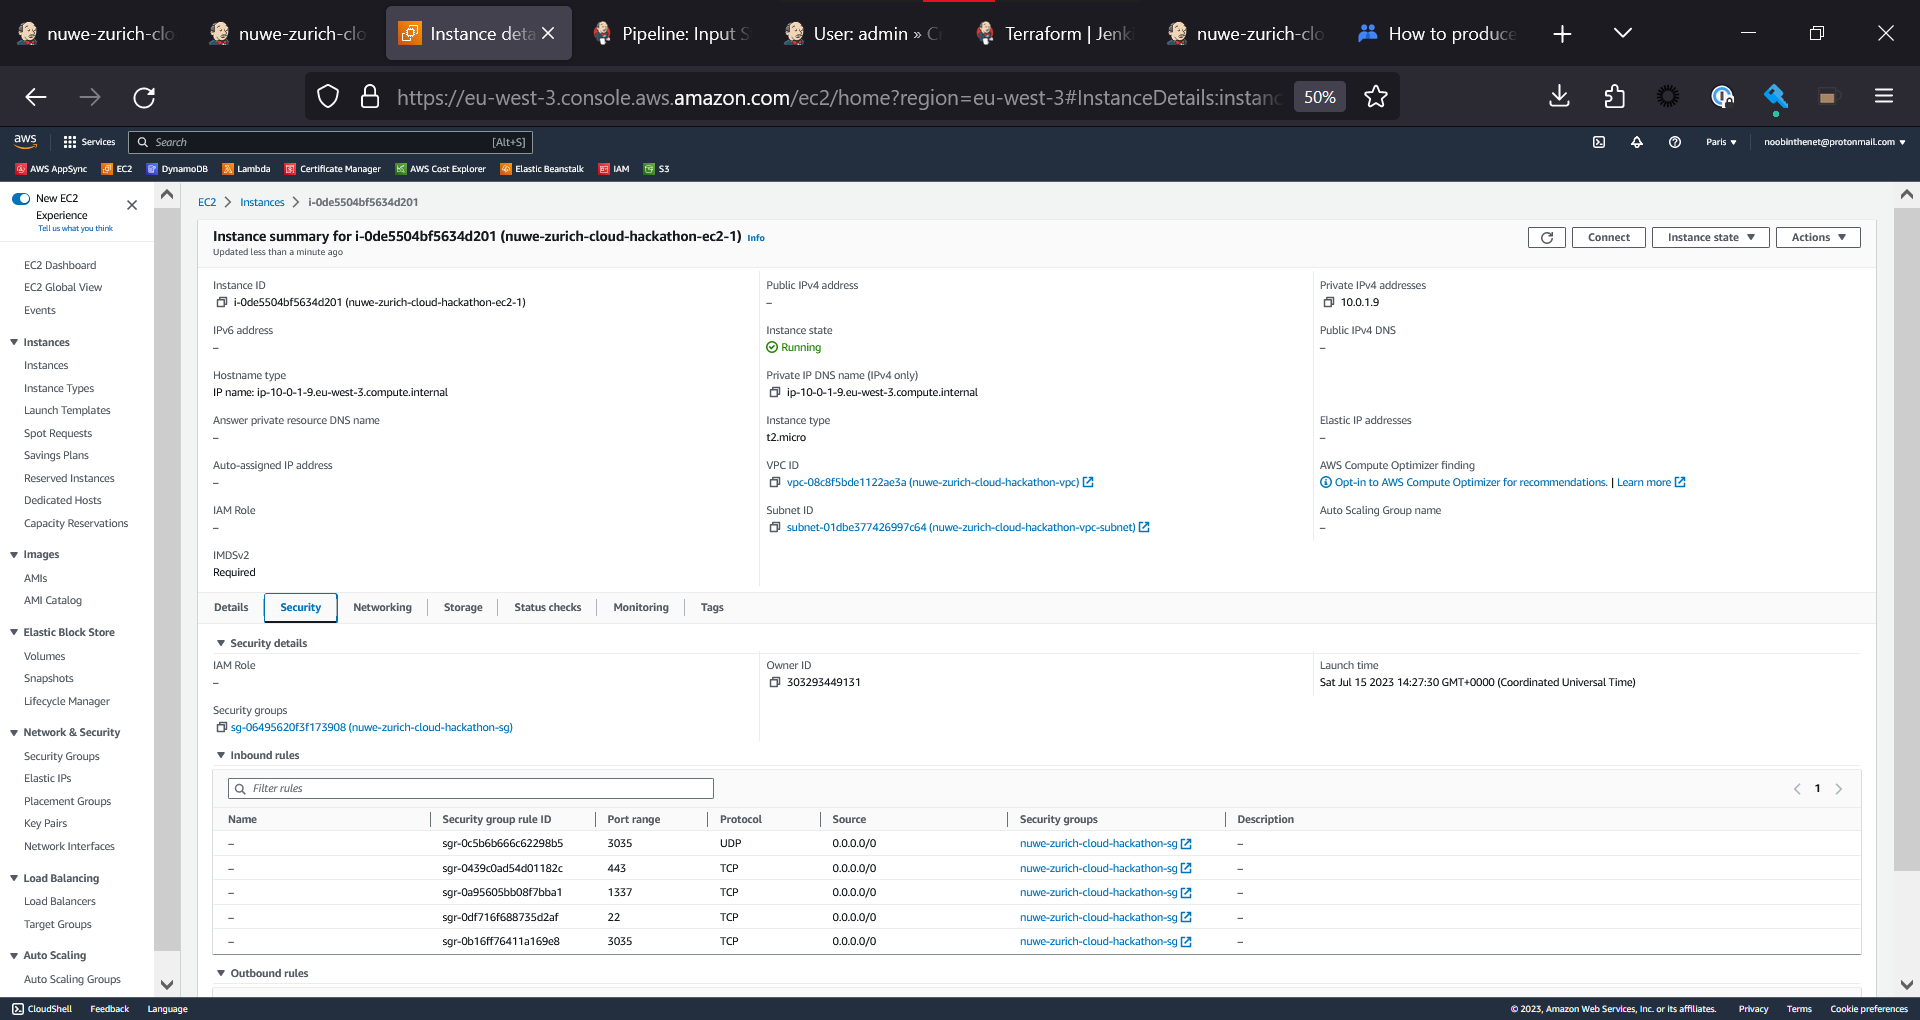 nuwe-zurich-clo
nuwe-zurich-clo
Instance deta
Pipeline: Input S
User: admin » C
Terraform | Jenk
nuwe-zurich-clo
How to produce
https://eu-west-3.console.aws.amazon.com/ec2/home?region=eu-west-3#InstanceDetails:instanc
50%
aws
Services
Search
[Alt+S]
Paris
noobinthenet@protonmail.com
AWS AppSync
EC2
DynamoDB
Lambda
Certificate Manager
AWS Cost Explorer
Elastic Beanstalk
IAM
S3
New EC2
Experience
Tell us what you think
EC2 Dashboard
EC2 Global View
Events
Instances
Instances
Instance Types
Launch Templates
Spot Requests
Savings Plans
Reserved Instances
Dedicated Hosts
Capacity Reservations
Images
AMIs
AMI Catalog
Elastic Block Store
Volumes
Snapshots
Lifecycle Manager
Network & Security
Security Groups
Elastic IPs
Placement Groups
Key Pairs
Network Interfaces
Load Balancing
Load Balancers
Target Groups
Auto Scaling
Auto Scaling Groups
EC2 > Instances > i-0de5504bf5634d201
Instance summary for i-0de5504bf5634d201 (nuwe-zurich-cloud-hackathon-ec2-1) Info
Updated less than a minute ago
Connect
Instance state
Actions
Instance ID
i-0de5504bf5634d201 (nuwe-zurich-cloud-hackathon-ec2-1)
Public IPv4 address
–
Private IPv4 addresses
10.0.1.9
IPv6 address
–
Instance state
Running
Public IPv4 DNS
–
Hostname type
IP name: ip-10-0-1-9.eu-west-3.compute.internal
Private IP DNS name (IPv4 only)
ip-10-0-1-9.eu-west-3.compute.internal
Answer private resource DNS name
–
Instance type
t2.micro
Elastic IP addresses
–
Auto-assigned IP address
–
VPC ID
vpc-08c8f5bde1122ae3a (nuwe-zurich-cloud-hackathon-vpc)
AWS Compute Optimizer finding
Opt-in to AWS Compute Optimizer for recommendations. | Learn more
IAM Role
–
Subnet ID
subnet-01dbe377426997c64 (nuwe-zurich-cloud-hackathon-vpc-subnet)
Auto Scaling Group name
–
IMDSv2
Required
Details
Security
Networking
Storage
Status checks
Monitoring
Tags
Security details
IAM Role
–
Owner ID
303293449131
Launch time
Sat Jul 15 2023 14:27:30 GMT+0000 (Coordinated Universal Time)
Security groups
sg-06495620f3f173908 (nuwe-zurich-cloud-hackathon-sg)
Inbound rules
Filter rules
1
Name Security group rule ID Port range Protocol Source Security groups Description
– sgr-0c5b6b666c62298b5 3035 UDP 0.0.0.0/0 nuwe-zurich-cloud-hackathon-sg –
– sgr-0439c0ad54d01182c 443 TCP 0.0.0.0/0 nuwe-zurich-cloud-hackathon-sg –
– sgr-0a95605bb08f7bba1 1337 TCP 0.0.0.0/0 nuwe-zurich-cloud-hackathon-sg –
– sgr-0df716f688735d2af 22 TCP 0.0.0.0/0 nuwe-zurich-cloud-hackathon-sg –
– sgr-0b16ff76411a169e8 3035 TCP 0.0.0.0/0 nuwe-zurich-cloud-hackathon-sg –
Outbound rules
CloudShell
Feedback
Language
© 2023, Amazon Web Services, Inc. or its affiliates.
Privacy
Terms
Cookie preferences